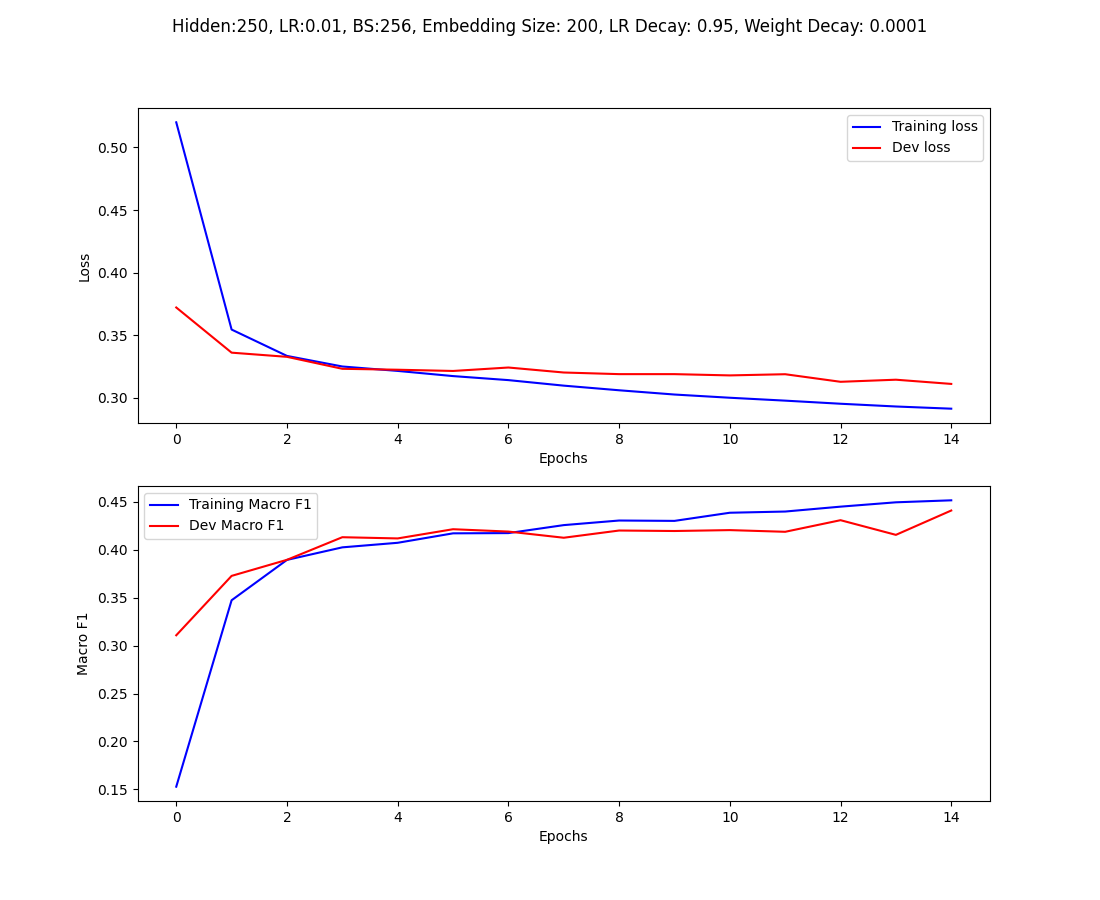 Hidden:250, LR:0.01, BS:256, Embedding Size: 200, LR Decay: 0.95, Weight Decay: 0.0001
Training loss
Dev loss
0.50
0.45
0.40
0.35
0.30
Loss
0 2 4 6 8 10 12 14
Epochs
Training Macro F1
Dev Macro F1
0.45
0.40
0.35
0.30
0.25
0.20
0.15
Macro F1
0 2 4 6 8 10 12 14
Epochs